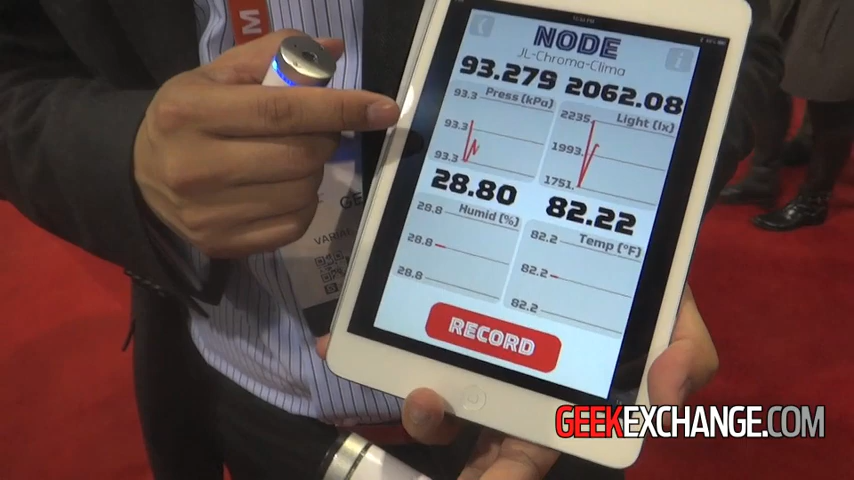 NODE
JL-Chroma-Clima
93.279 2062.08
Press (kPa)
93.3
93.3
93.3
Light (lx)
2235.
1993.
1751.
28.80
82.22
Humid (%)
28.8
28.8
28.8
Temp (°F)
82.2
82.2
82.2
RECORD
M
GE
VARIA
GEEKEXCHANGE.COM